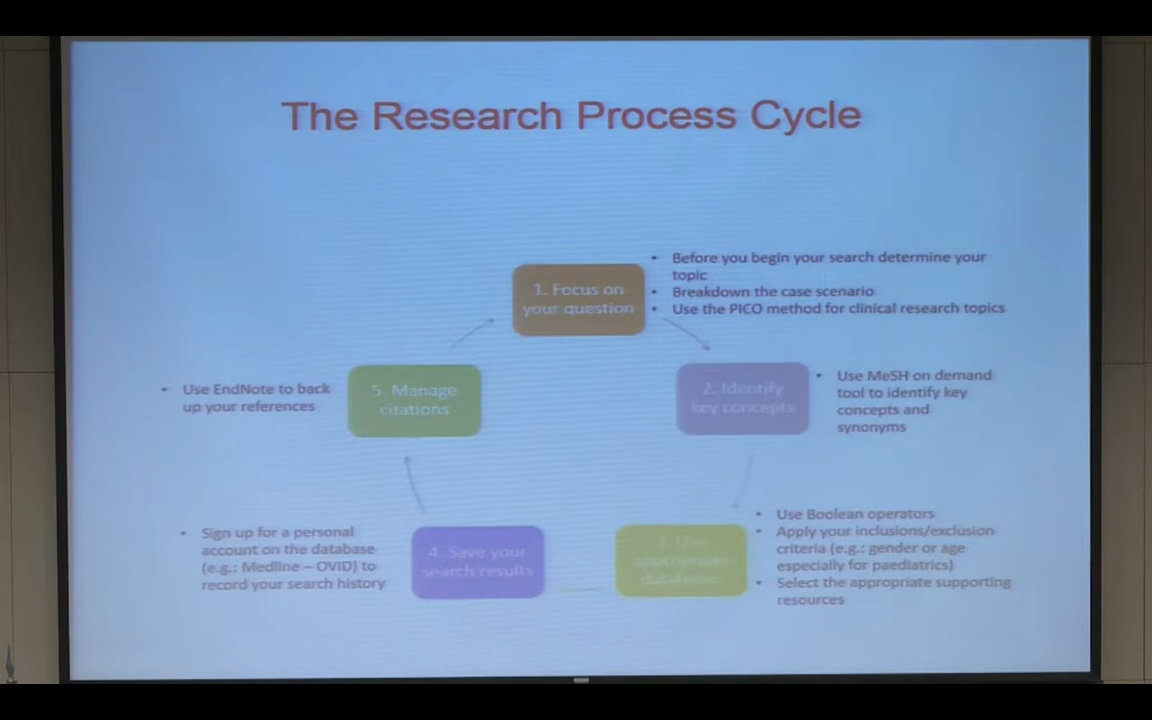 The Research Process Cycle
1. Focus on
your question
• Before you begin your search determine your
topic
• Breakdown the case scenario
• Use the PICO method for clinical research topics
2. Identify
key concepts
• Use MeSH on demand
tool to identify key
concepts and
synonyms
3. Use
appropriate
database
• Use Boolean operators
• Apply your inclusions/exclusion
criteria (e.g.: gender or age
especially for paediatrics)
• Select the appropriate supporting
resources
4. Save your
search results
• Sign up for a personal
account on the database
(e.g.: Medline – OVID) to
record your search history
5. Manage
citations
• Use EndNote to back
up your references